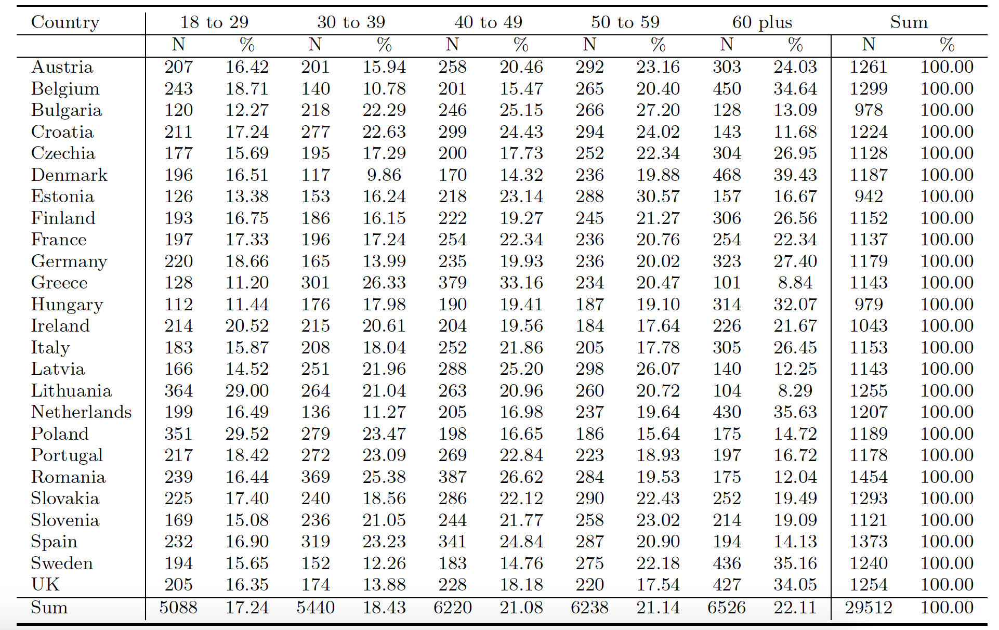 Country 18 to 29 30 to 39 40 to 49 50 to 59 60 plus Sum
N % N % N % N % N % N %
Austria 207 16.42 201 15.94 258 20.46 292 23.16 303 24.03 1261 100.00
Belgium 243 18.71 140 10.78 201 15.47 265 20.40 450 34.64 1299 100.00
Bulgaria 120 12.27 218 22.29 246 25.15 266 27.20 128 13.09 978 100.00
Croatia 211 17.24 277 22.63 299 24.43 294 24.02 143 11.68 1224 100.00
Czechia 177 15.69 195 17.29 200 17.73 252 22.34 304 26.95 1128 100.00
Denmark 196 16.51 117 9.86 170 14.32 236 19.88 468 39.43 1187 100.00
Estonia 126 13.38 153 16.24 218 23.14 288 30.57 157 16.67 942 100.00
Finland 193 16.75 186 16.15 222 19.27 245 21.27 306 26.56 1152 100.00
France 197 17.33 196 17.24 254 22.34 236 20.76 254 22.34 1137 100.00
Germany 220 18.66 165 13.99 235 19.93 236 20.02 323 27.40 1179 100.00
Greece 128 11.20 301 26.33 379 33.16 234 20.47 101 8.84 1143 100.00
Hungary 112 11.44 176 17.98 190 19.41 187 19.10 314 32.07 979 100.00
Ireland 214 20.52 215 20.61 204 19.56 184 17.64 226 21.67 1043 100.00
Italy 183 15.87 208 18.04 252 21.86 205 17.78 305 26.45 1153 100.00
Latvia 166 14.52 251 21.96 288 25.20 298 26.07 140 12.25 1143 100.00
Lithuania 364 29.00 264 21.04 263 20.96 260 20.72 104 8.29 1255 100.00
Netherlands 199 16.49 136 11.27 205 16.98 237 19.64 430 35.63 1207 100.00
Poland 351 29.52 279 23.47 198 16.65 186 15.64 175 14.72 1189 100.00
Portugal 217 18.42 272 23.09 269 22.84 223 18.93 197 16.72 1178 100.00
Romania 239 16.44 369 25.38 387 26.62 284 19.53 175 12.04 1454 100.00
Slovakia 225 17.40 240 18.56 286 22.12 290 22.43 252 19.49 1293 100.00
Slovenia 169 15.08 236 21.05 244 21.77 258 23.02 214 19.09 1121 100.00
Spain 232 16.90 319 23.23 341 24.84 287 20.90 194 14.13 1373 100.00
Sweden 194 15.65 152 12.26 183 14.76 275 22.18 436 35.16 1240 100.00
UK 205 16.35 174 13.88 228 18.18 220 17.54 427 34.05 1254 100.00
Sum 5088 17.24 5440 18.43 6220 21.08 6238 21.14 6526 22.11 29512 100.00